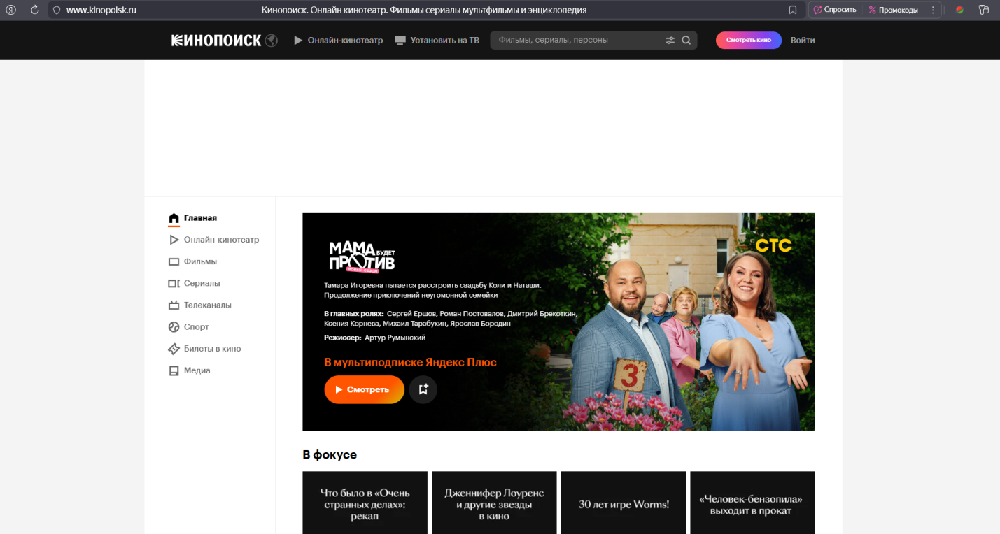 www.kinopoisk.ru
Кинопоиск. Онлайн кинотеатр. Фильмы сериалы мультфильмы и энциклопедия
Спросить
Промокоды
КИНОПОИСК
Онлайн-кинотеатр
Установить на ТВ
Фильмы, сериалы, персоны
Смотреть кино
Войти
Главная
Онлайн-кинотеатр
Фильмы
Сериалы
Телеканалы
Спорт
Билеты в кино
Медиа
МАМА
БУДЕТ
ПРОТИВ
НОВЫЙ СЕЗОН
СТС
Тамара Игоревна пытается расстроить свадьбу Коли и Наташи.
Продолжение приключений неугомонной семейки
В главных ролях: Сергей Ершов, Роман Постовалов, Дмитрий Брекоткин,
Ксения Корнева, Михаил Тарабукин, Ярослав Бородин
Режиссер: Артур Румынский
3
В мультиподписке Яндекс Плюс
Смотреть
В фокусе
Что было в «Очень
странных делах»:
рекап
Дженнифер Лоуренс
и другие звезды
в кино
30 лет игре Worms!
«Человек-бензопила»
выходит в прокат